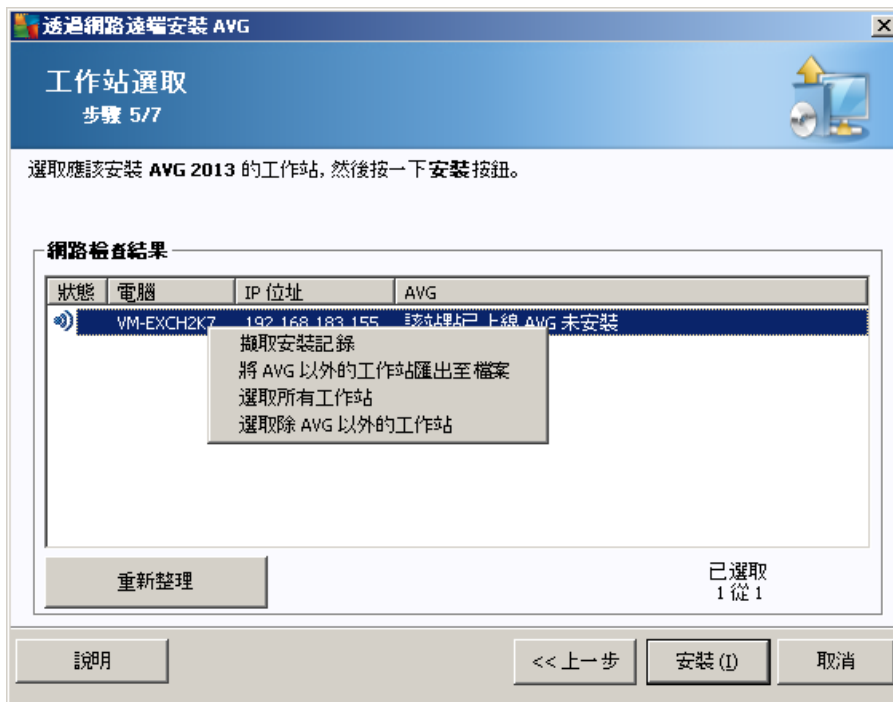 透過網路遠端安裝 AVG
工作站選取
步驟 5/7
選取應該安裝 AVG 2013 的工作站, 然後按一下安裝按鈕。
網路檢查結果
狀態 電腦 IP 位址 AVG
VM-EXCH2K7 192.168.183.155 該站點已上線 AVG 未安裝
擷取安裝記錄
將 AVG 以外的工作站匯出至檔案
選取所有工作站
選取除 AVG 以外的工作站
重新整理
已選取
1 從 1
說明 << 上一步 安裝 (I) 取消